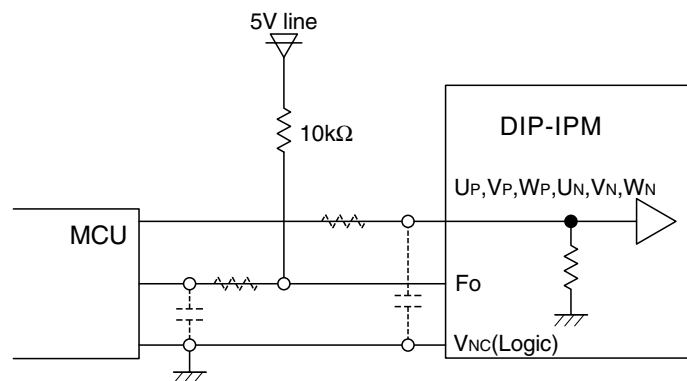 5V line
10kΩ
DIP-IPM
UP,VP,WP,UN,VN,WN
MCU
Fo
VNC(Logic)